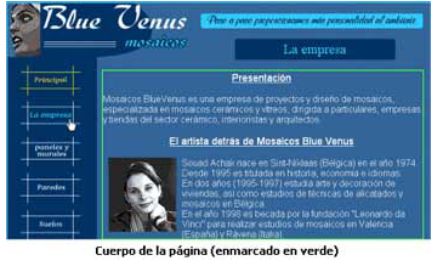 Blue Venus
mosaicos
Paso a paso proporcionamos más personalidad al ambiente
La empresa
Principal
La empresa
paneles y
murales
Paredes
Suelos
Presentación
Mosaicos BlueVenus es una empresa de proyectos y diseño de mosaicos,
especializada en mosaicos cerámicos y vítreos, dirigida a particulares, empresas
y tiendas del sector cerámico, interioristas y arquitectos.
El artista detrás de Mosaicos Blue Venus
Souad Achair nace en Sint-Niklaas (Bélgica) en el año 1974.
Desde 1995 es titulada en historia, economía e idiomas.
En dos años (1995-1997) estudia arte y decoración de
viviendas, así como estudios de técnicas de alicatados y
mosaicos en Bélgica.
En el año 1998 es becada por la fundación "Leonardo da
Vinci" para realizar estudios de mosaicos en Valencia
(España) y Rávena (Italia).
Cuerpo de la página (enmarcado en verde)